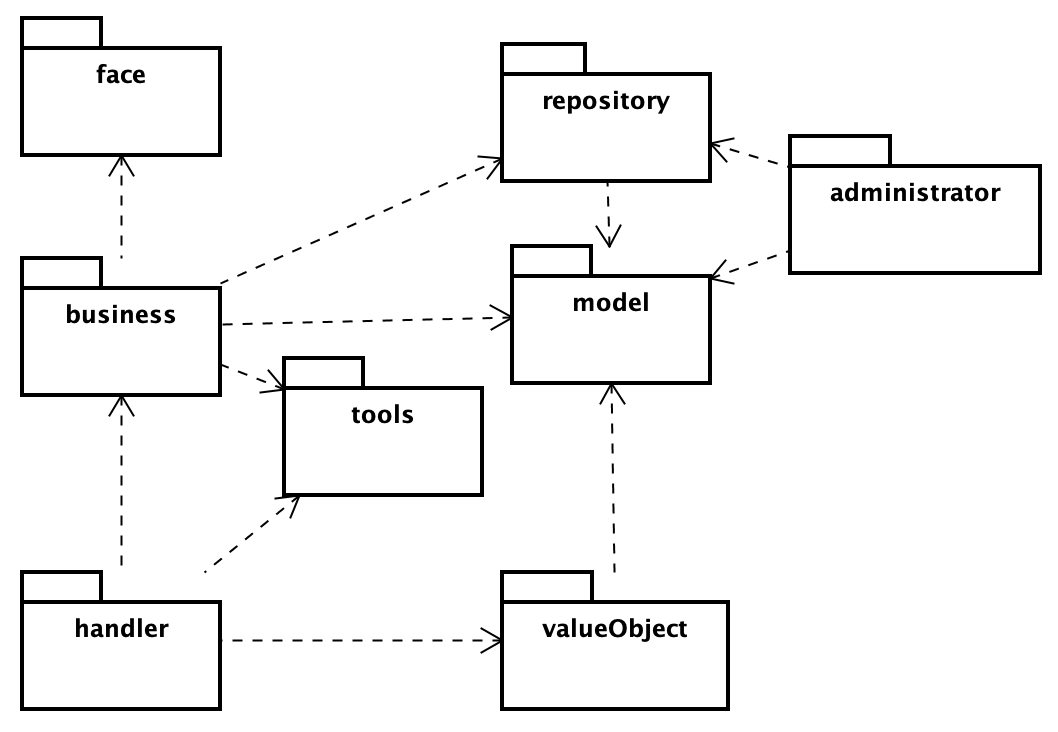 face
repository
administrator
business
model
tools
handler
valueObject